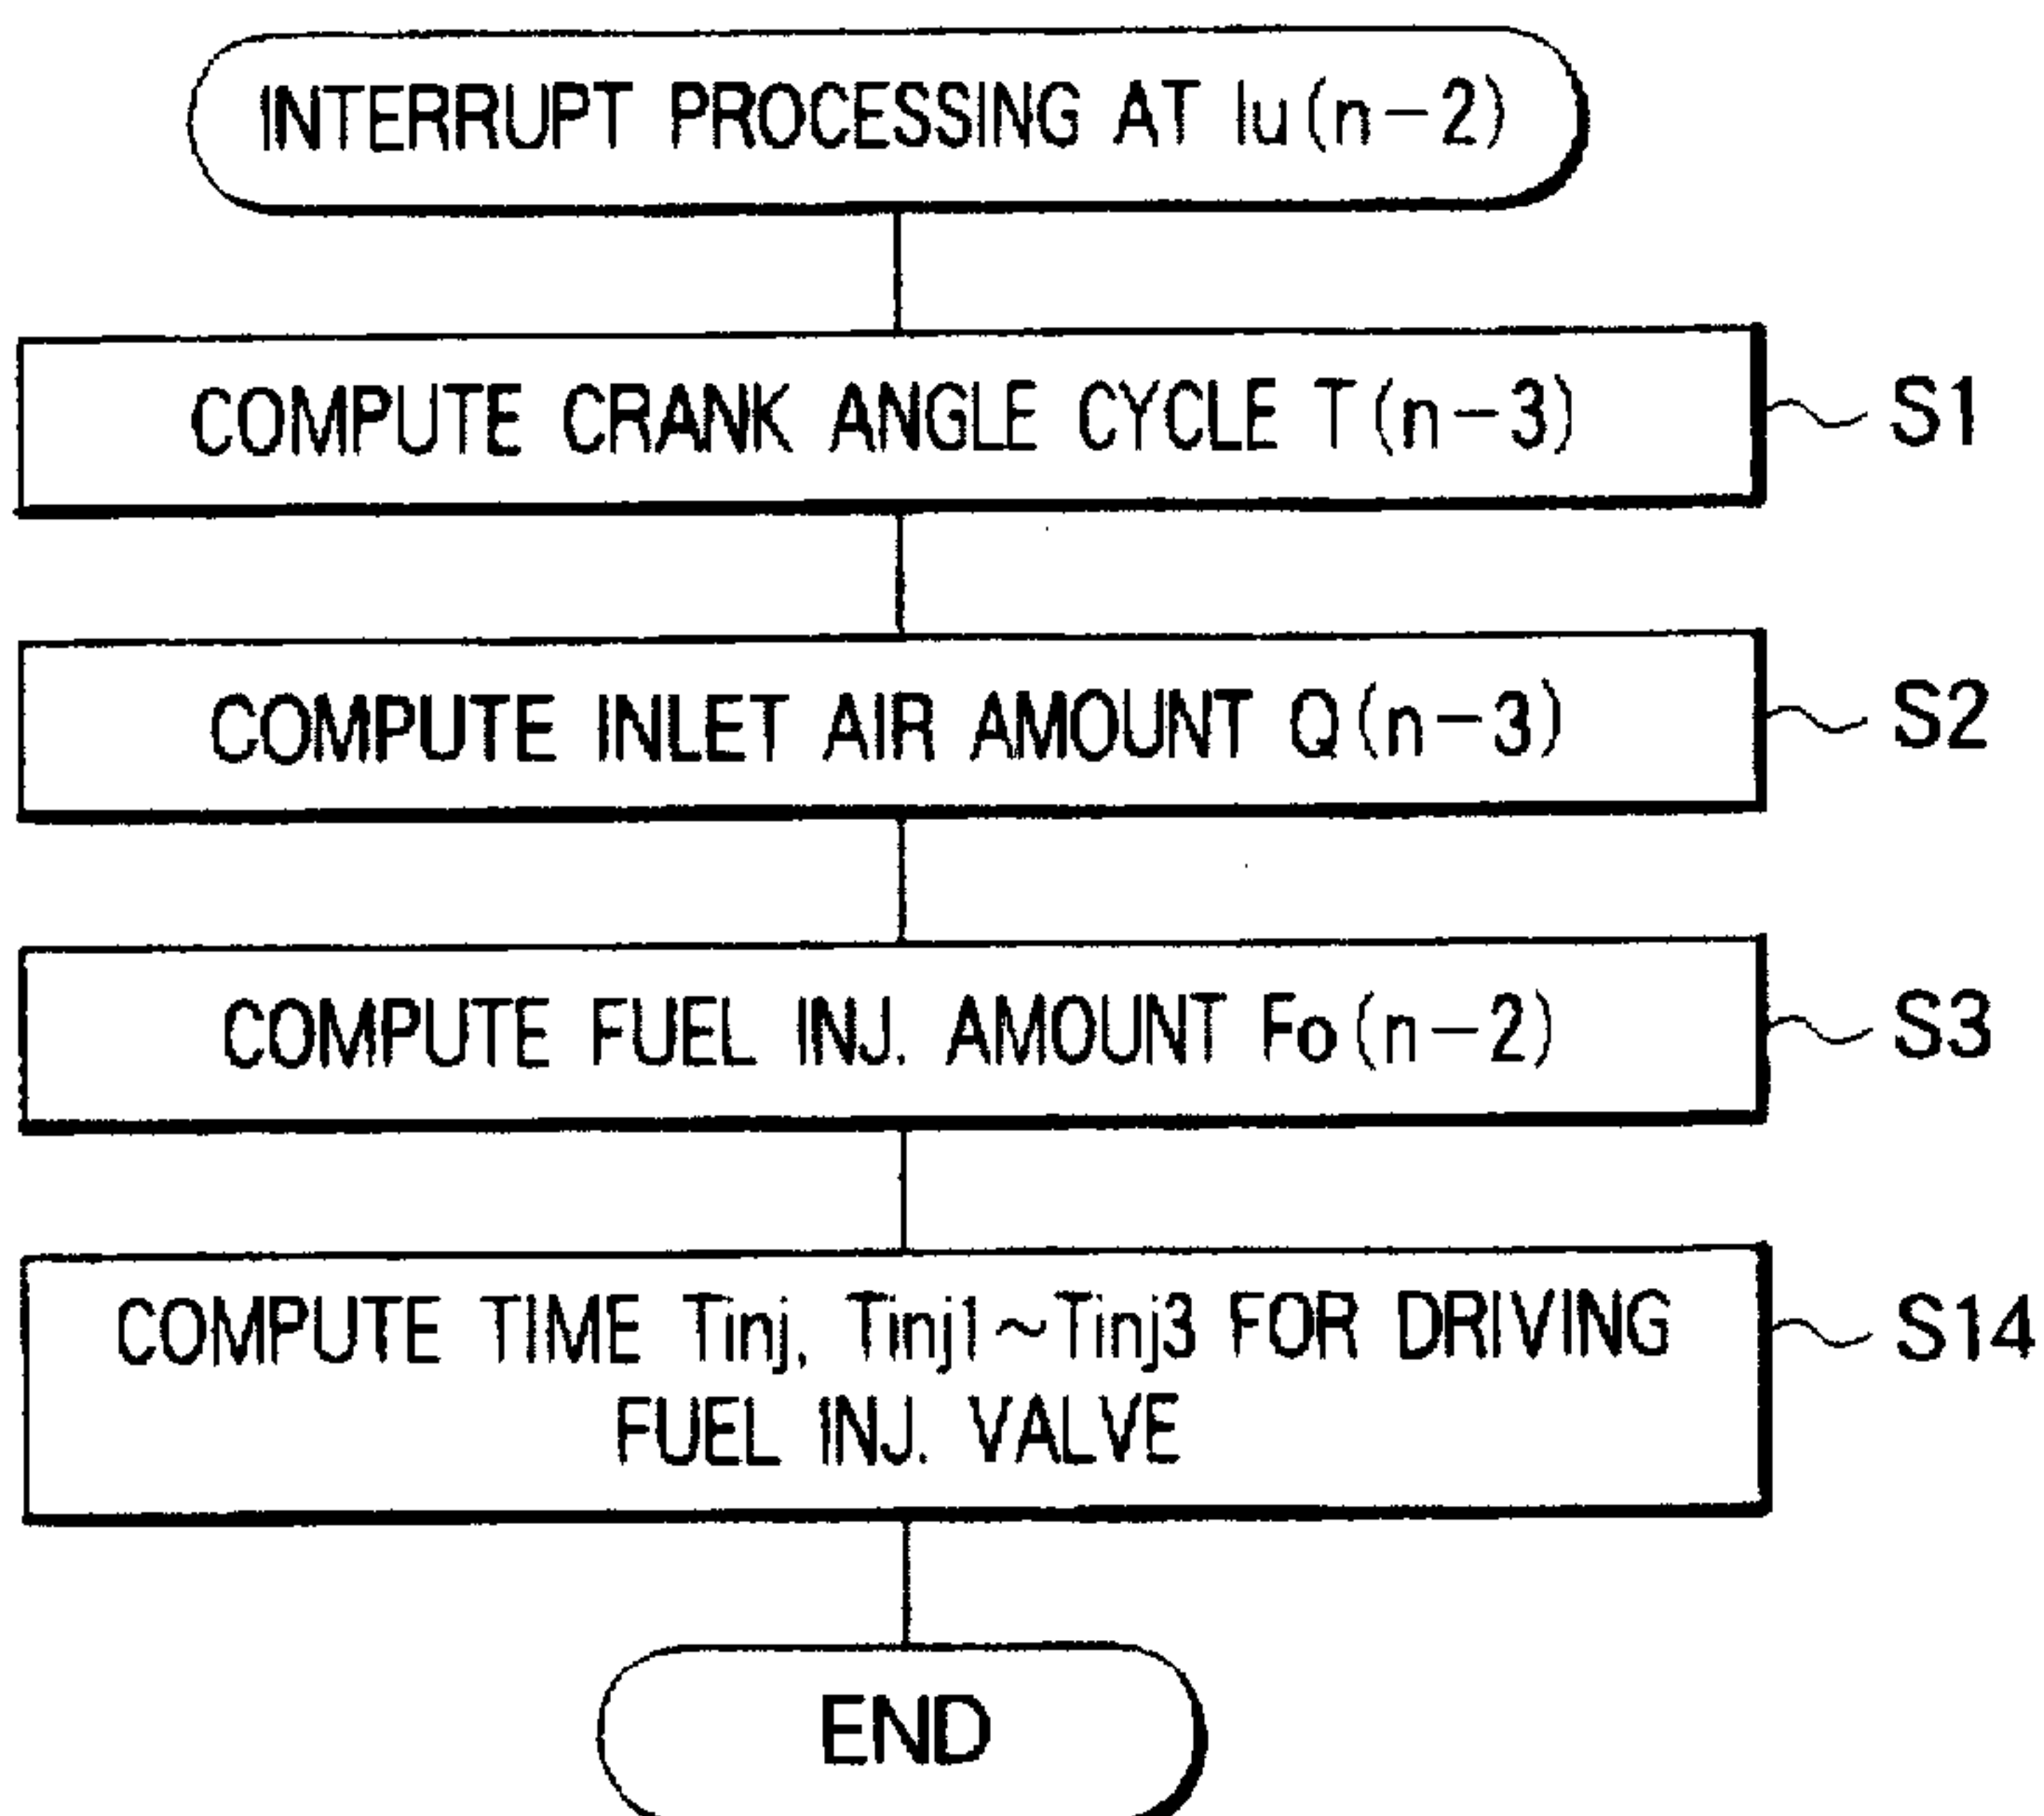 INTERRUPT PROCESSING AT Iu(n-2)
COMPUTE CRANK ANGLE CYCLE T(n-3)
S1
COMPUTE INLET AIR AMOUNT Q(n-3)
S2
COMPUTE FUEL INJ. AMOUNT Fo(n-2)
S3
COMPUTE TIME Tinj, Tinj1~Tinj3 FOR DRIVING
FUEL INJ. VALVE
S14
END